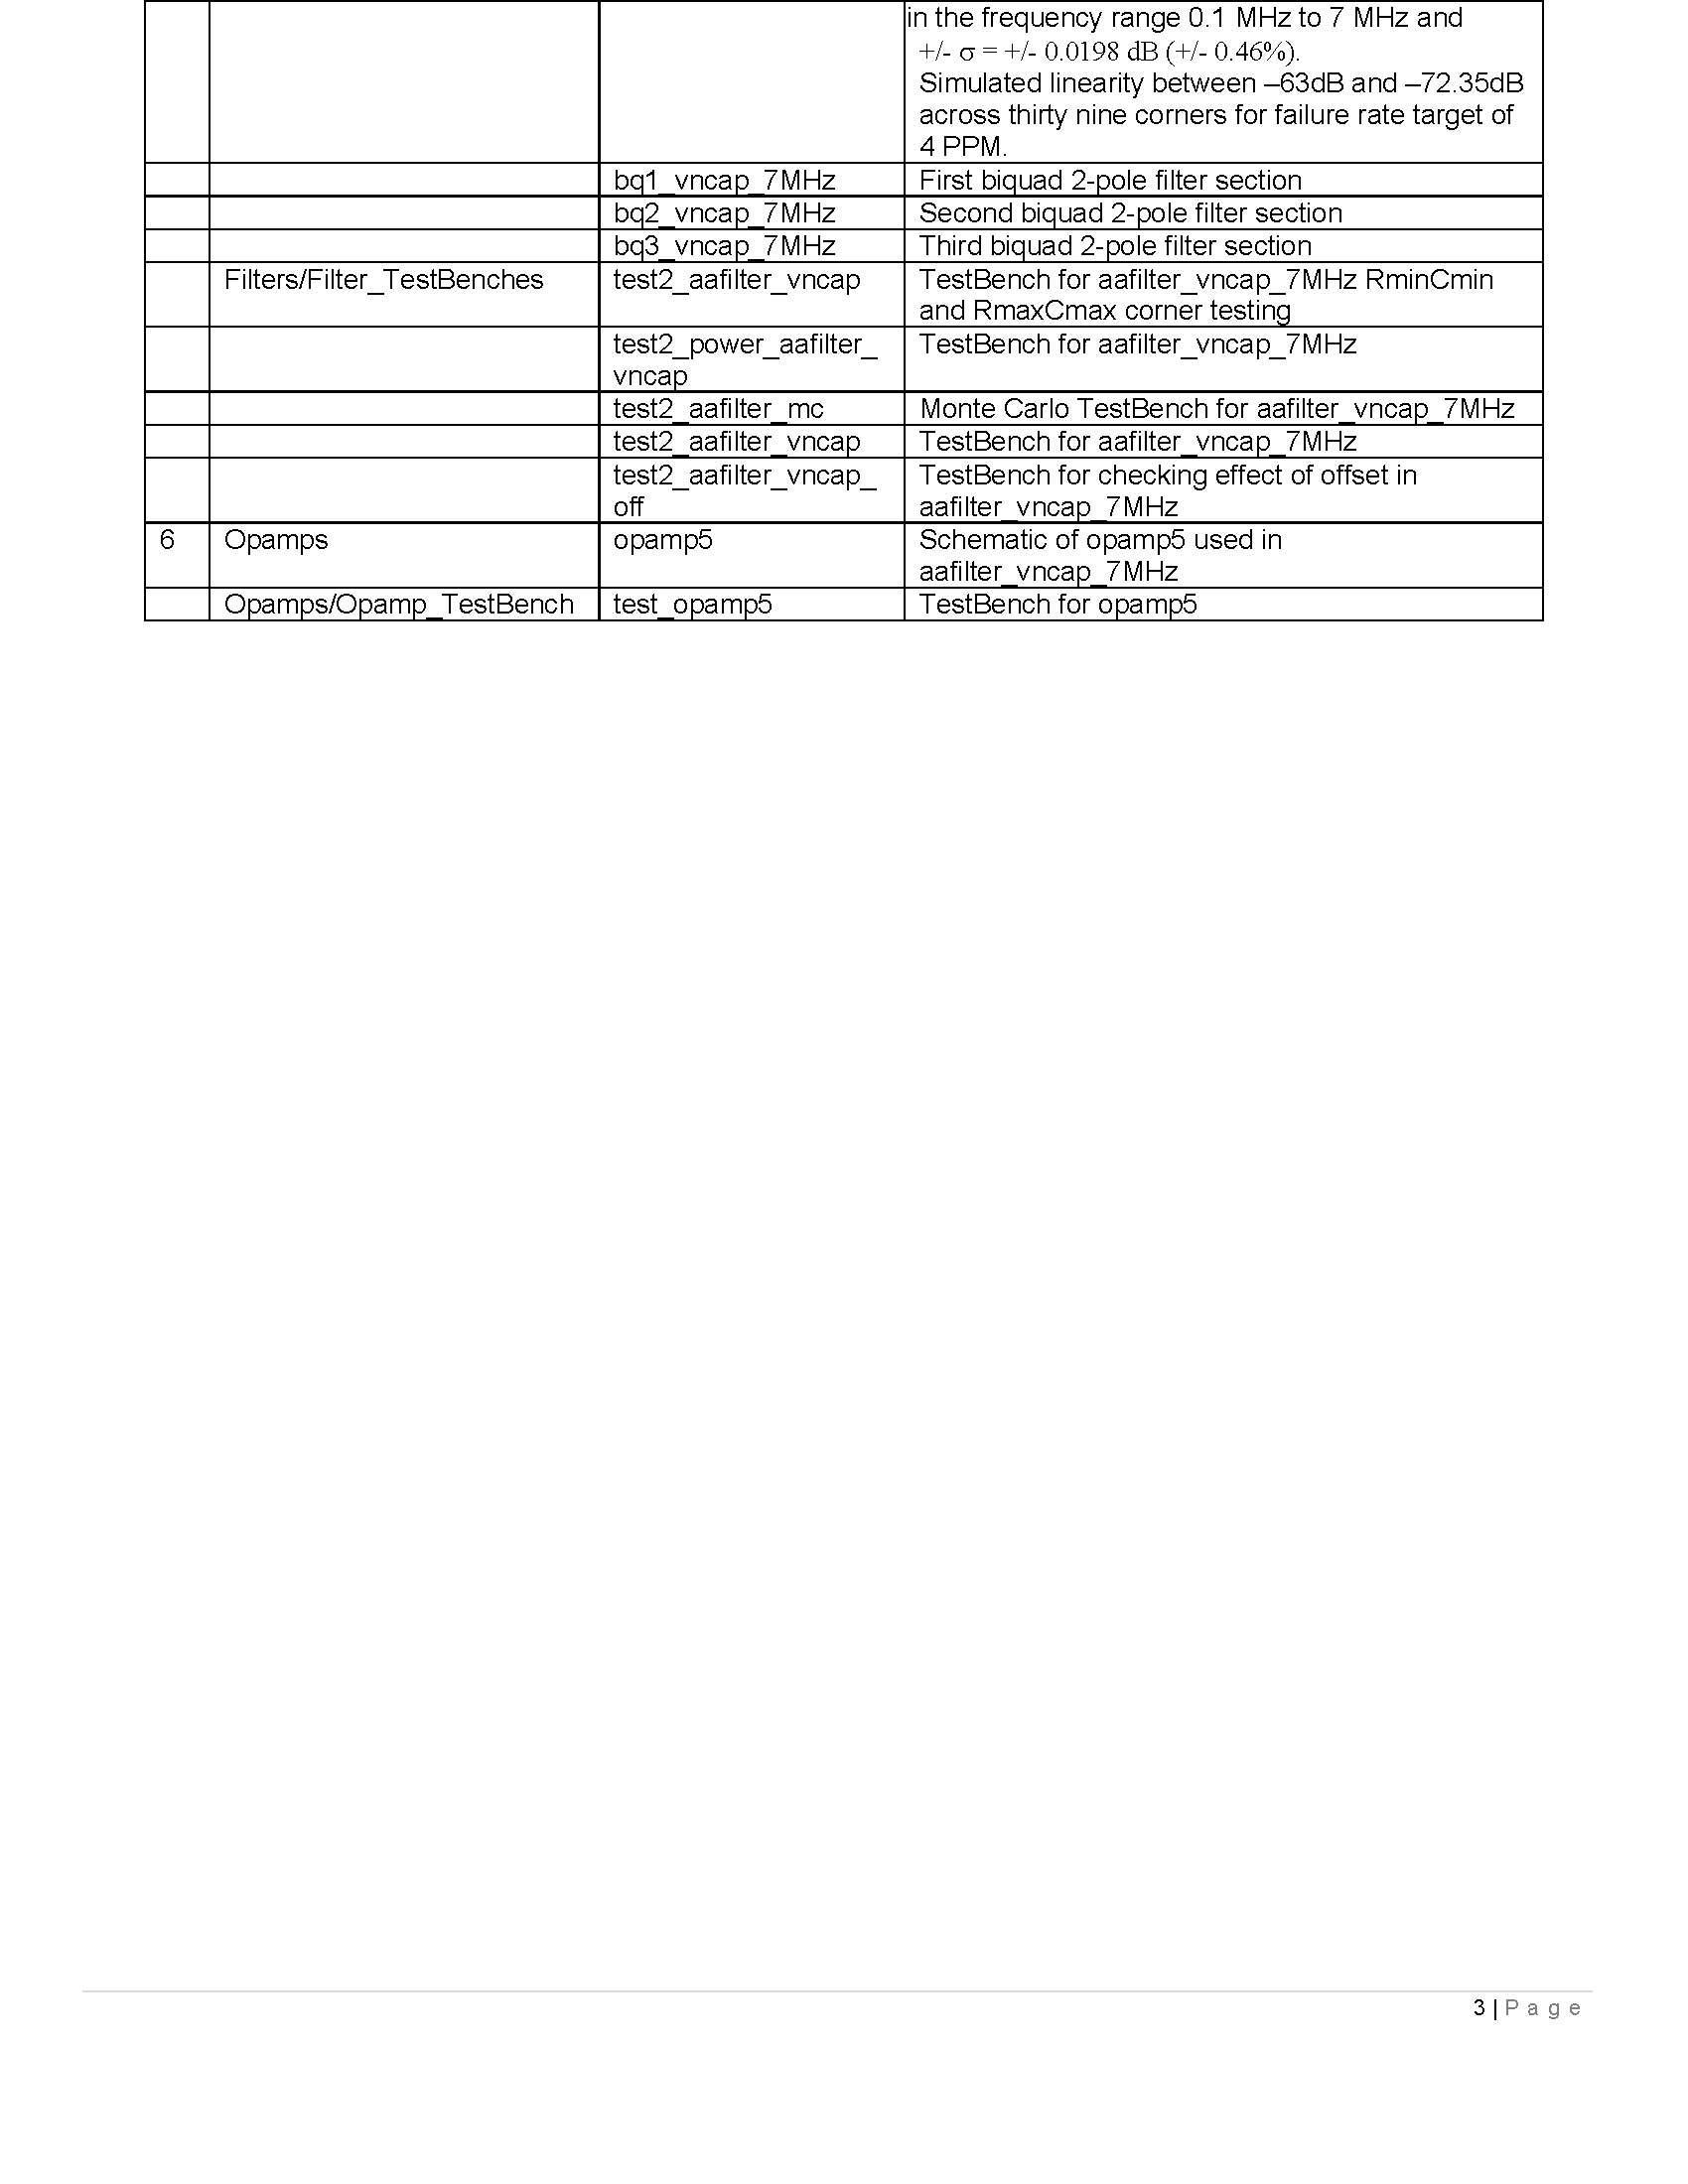 in the frequency range 0.1 MHz to 7 MHz and
+/- σ = +/- 0.0198 dB (+/- 0.46%).
Simulated linearity between –63dB and –72.35dB
across thirty nine corners for failure rate target of
4 PPM.
bq1_vncap_7MHz First biquad 2-pole filter section
bq2_vncap_7MHz Second biquad 2-pole filter section
bq3_vncap_7MHz Third biquad 2-pole filter section
Filters/Filter_TestBenches test2_aafilter_vncap TestBench for aafilter_vncap_7MHz RminCmin
and RmaxCmax corner testing
test2_power_aafilter_ TestBench for aafilter_vncap_7MHz
vncap
test2_aafilter_mc Monte Carlo TestBench for aafilter_vncap_7MHz
test2_aafilter_vncap TestBench for aafilter_vncap_7MHz
test2_aafilter_vncap_ TestBench for checking effect of offset in
off aafilter_vncap_7MHz
6 Opamps opamp5 Schematic of opamp5 used in
aafilter_vncap_7MHz
Opamps/Opamp_TestBench test_opamp5 TestBench for opamp5
3 | Page